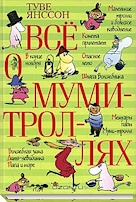 ТУВЕ ЯНССОН
ВСЁ
О
МУМИ-
ТРОЛ-
ЛЯХ
Маленькие
тролли
и большое
наводнение
Комета
прилетает
Опасное
лето
Шляпа Волшебника
В конце
ноября
Мемуары
папы
Муми-тролля
Волшебная зима
Дитя-невидимка
Папа и море